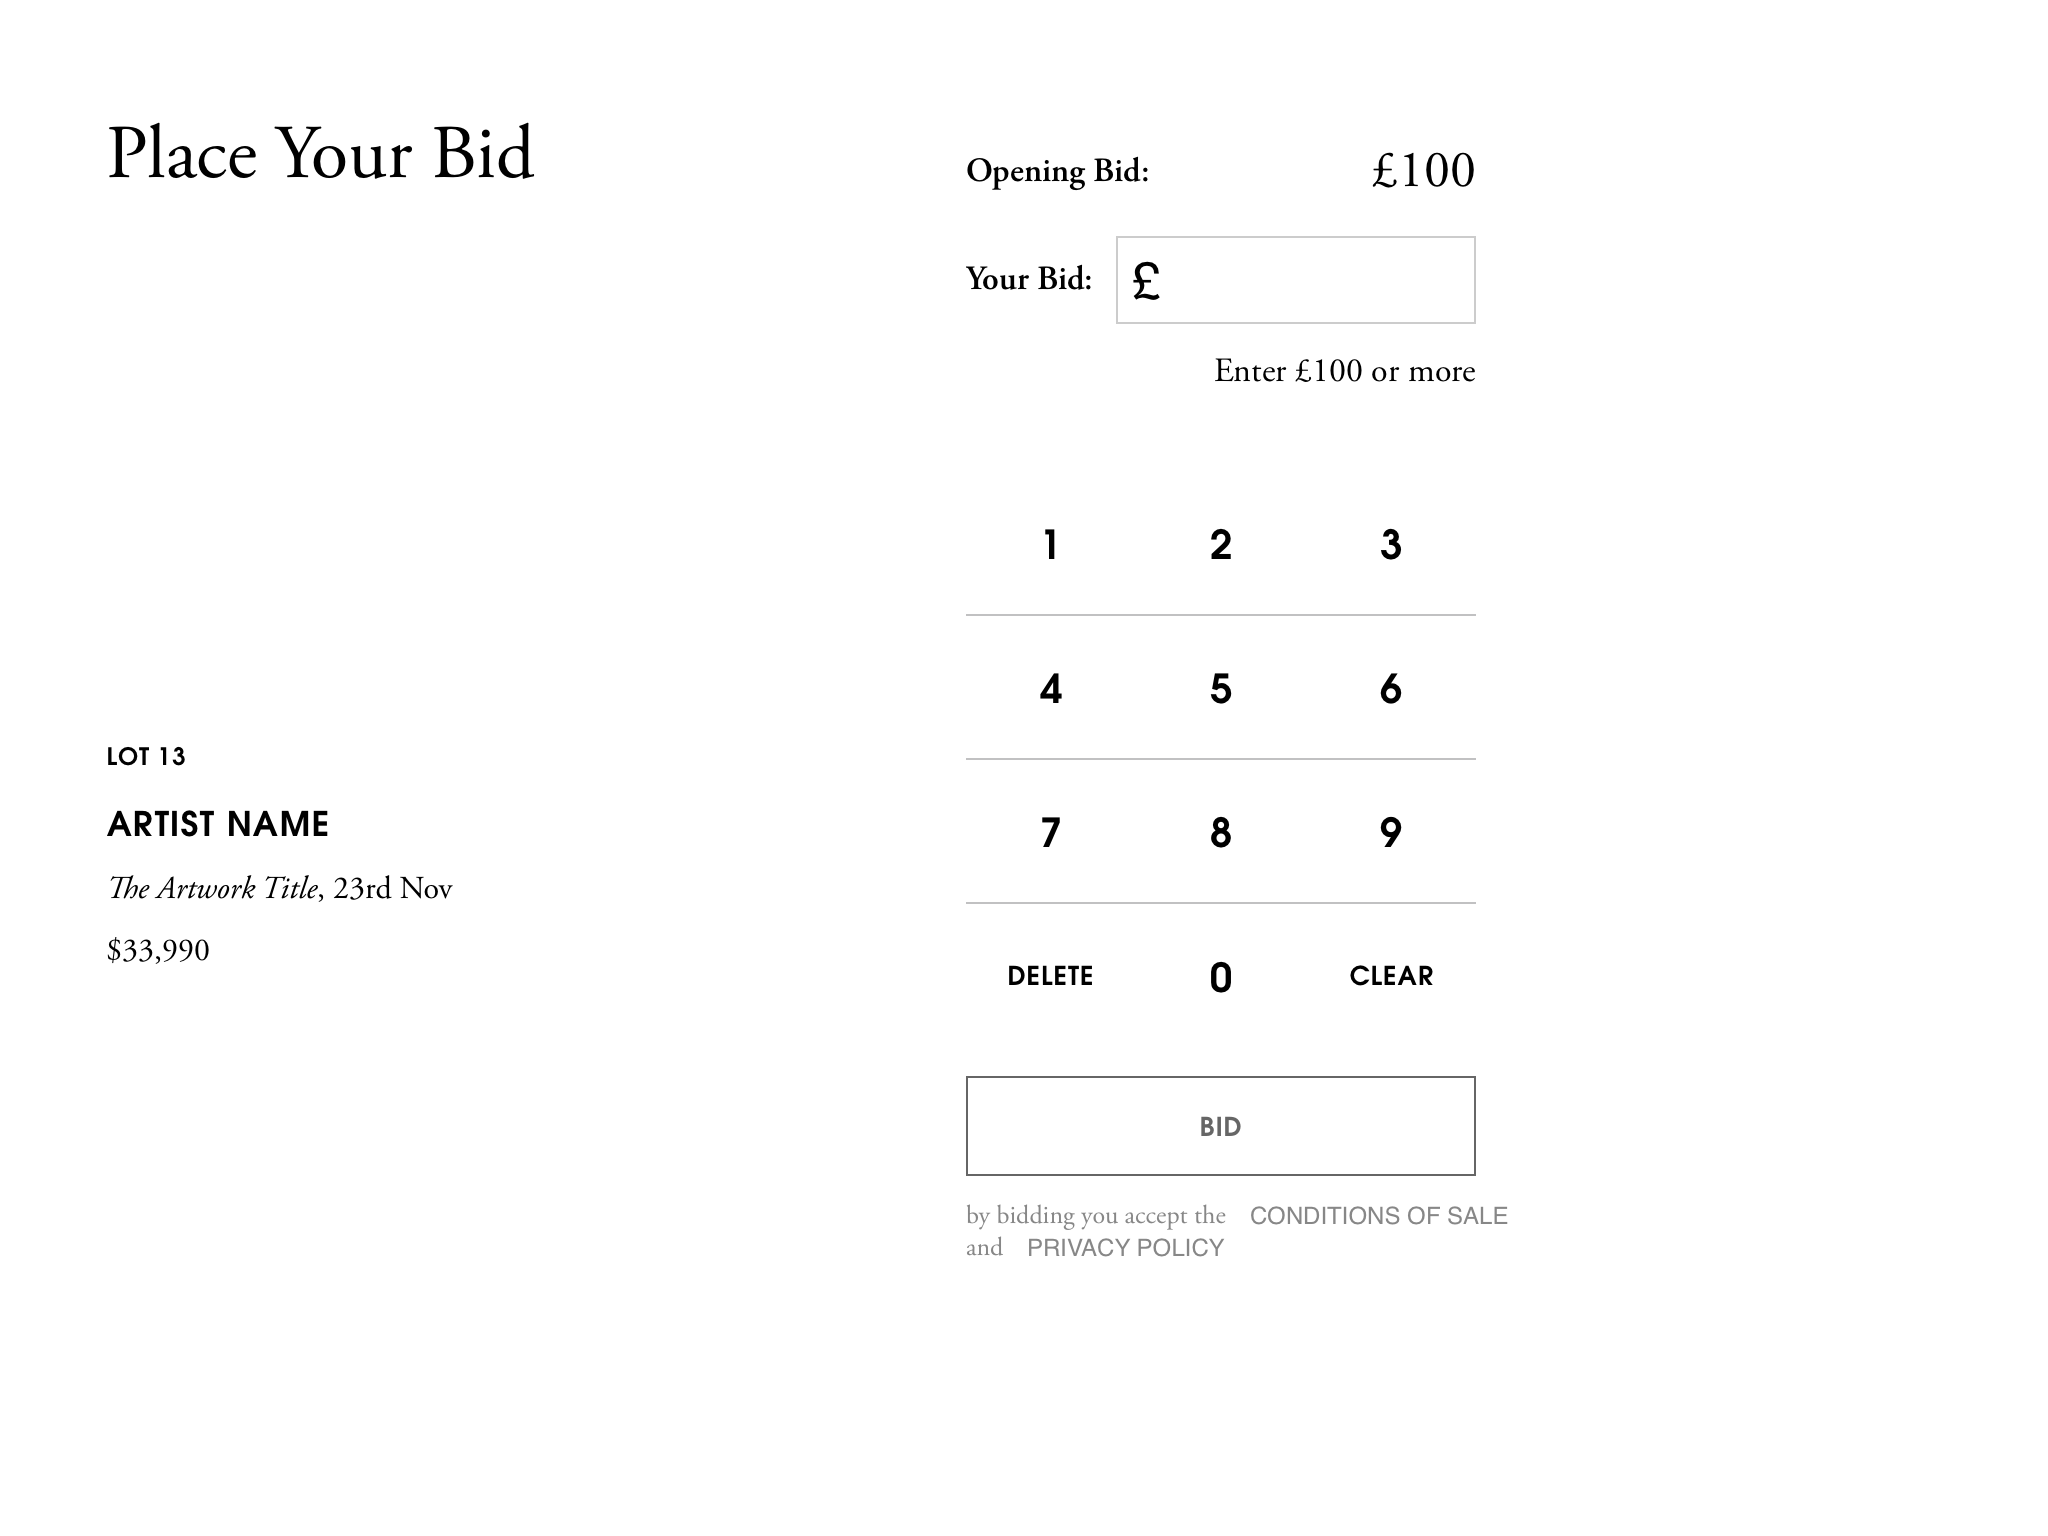 Place Your Bid
Opening Bid: £100
Your Bid: £
Enter £100 or more
1 2 3
4 5 6
7 8 9
DELETE 0 CLEAR
BID
by bidding you accept the CONDITIONS OF SALE
and PRIVACY POLICY
LOT 13
ARTIST NAME
The Artwork Title, 23rd Nov
$33,990